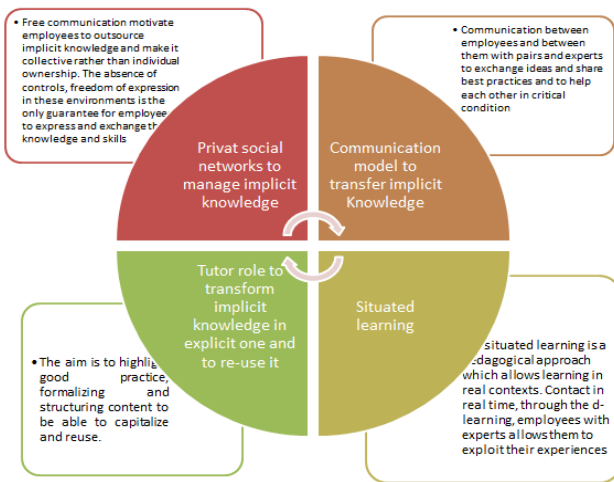 • Free communication motivate
employees to outsource
implicit knowledge and make it
collective rather than individual
ownership. The absence of
controls, freedom of expression
in these environments is the
only guarantee for employee
to express and exchange
knowledge and skills
• Communication between
employees and between
them with pairs and experts
to exchange ideas and share
best practices and to help
each other in critical
condition
Privat social
networks to
manage implicit
knowledge
Communication
model to
transfer implicit
Knowledge
Tutor role to
transform
implicit
knowledge in
explicit one and
to re-use it
Situated
learning
• The aim is to highlig
good practice,
formalizing and
structuring content to
be able to capitalize
and reuse.
situated learning is a
pedagogical approach
which allows learning in
real contexts. Contact in
real time, through the d-
learning, employees with
experts allows them to
exploit their experiences